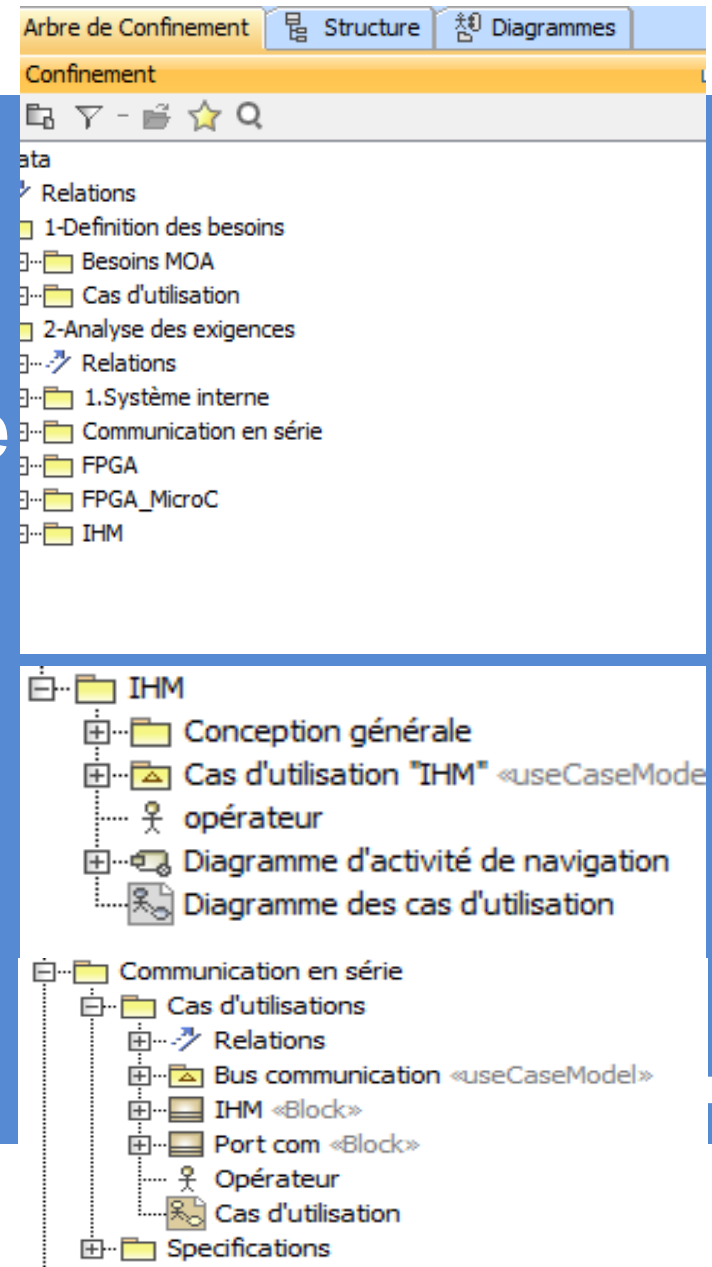 Arbre de Confinement Structure Diagrammes
Confinement
ata
Relations
1-Definition des besoins
Besoins MOA
Cas d'utilisation
2-Analyse des exigences
Relations
1.Système interne
Communication en série
FPGA
FPGA_MicroC
IHM
e
IHM
Conception générale
Cas d'utilisation "IHM" «useCaseMode
opérateur
Diagramme d'activité de navigation
Diagramme des cas d'utilisation
Communication en série
Cas d'utilisations
Relations
Bus communication «useCaseModel»
IHM «Block»
Port com «Block»
Opérateur
Cas d'utilisation
Specifications